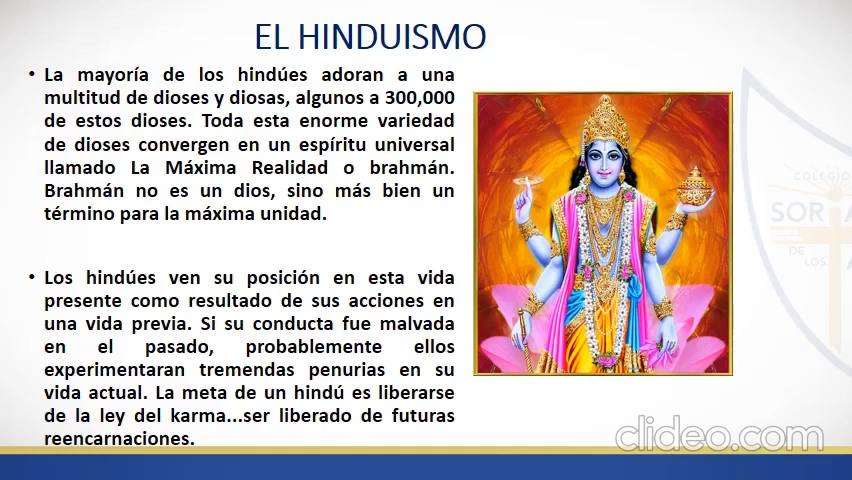 EL HINDUISMO
• La mayoría de los hindúes adoran a una
multitud de dioses y diosas, algunos a 300,000
de estos dioses. Toda esta enorme variedad
de dioses convergen en un espíritu universal
llamado La Máxima Realidad o brahmán.
Brahmán no es un dios, sino más bien un
término para la máxima unidad.
• Los hindúes ven su posición en esta vida
presente como resultado de sus acciones en
una vida previa. Si su conducta fue malvada
en el pasado, probablemente ellos
experimentaran tremendas penurias en su
vida actual. La meta de un hindú es liberarse
de la ley del karma...ser liberado de futuras
reencarnaciones.
COLEGIO
SOR
DE
LOS
clideo.com